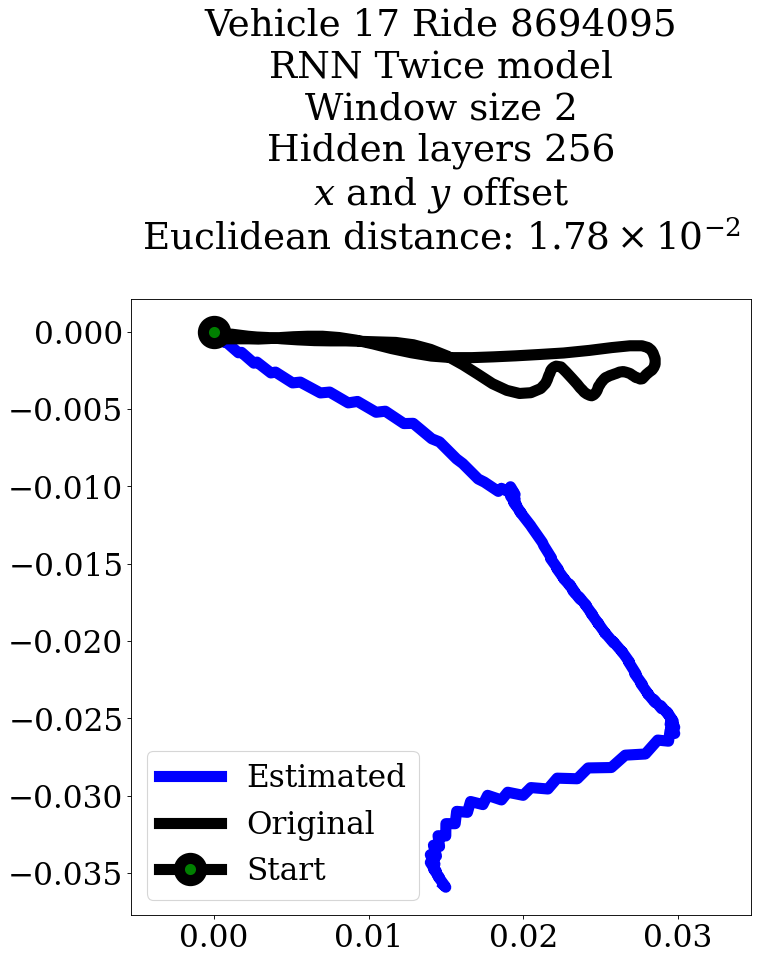 Vehicle 17 Ride 8694095
RNN Twice model
Window size 2
Hidden layers 256
x and y offset
Euclidean distance: 1.78 × 10⁻²
0.000
−0.005
−0.010
−0.015
−0.020
−0.025
−0.030
−0.035
Estimated
Original
Start
0.00 0.01 0.02 0.03